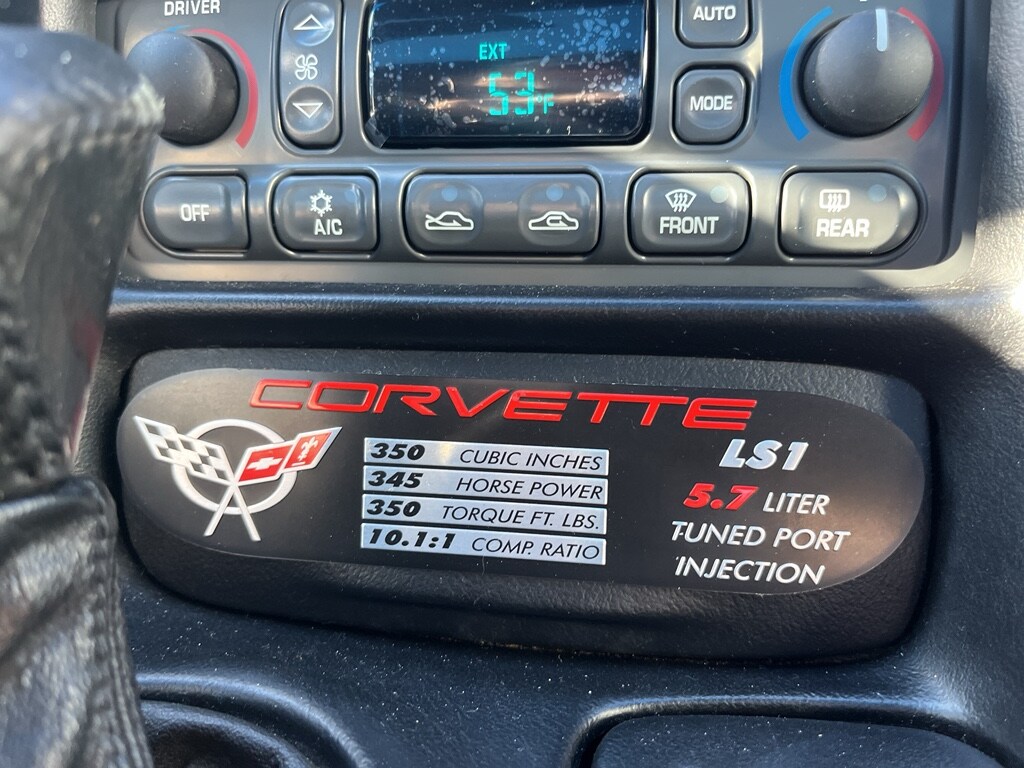 DRIVER
AUTO
EXT
53°F
MODE
OFF
A/C
FRONT
REAR
CORVETTE
350 CUBIC INCHES
345 HORSE POWER
350 TORQUE FT. LBS.
10.1:1 COMP. RATIO
LS1
5.7 LITER
TUNED PORT
INJECTION